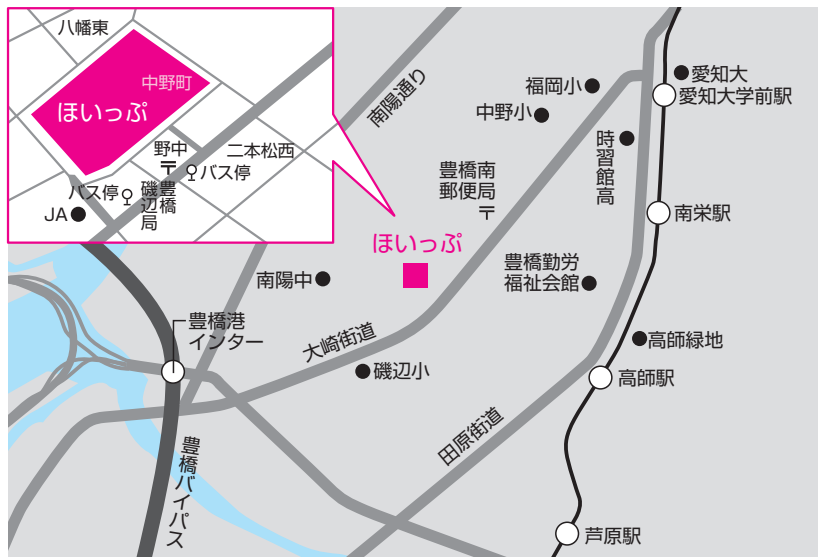 八幡東
中野町
ほいっぷ
野中
〒
二本松西
バス停
バス停
豊橋
磯辺局
JA
南陽通り
福岡小
中野小
愛知大
愛知大学前駅
時習館高
豊橋南
郵便局
〒
南栄駅
ほいっぷ
南陽中
豊橋勤労
福祉会館
豊橋港
インター
大崎街道
磯辺小
高師緑地
高師駅
田原街道
豊橋バイパス
芦原駅